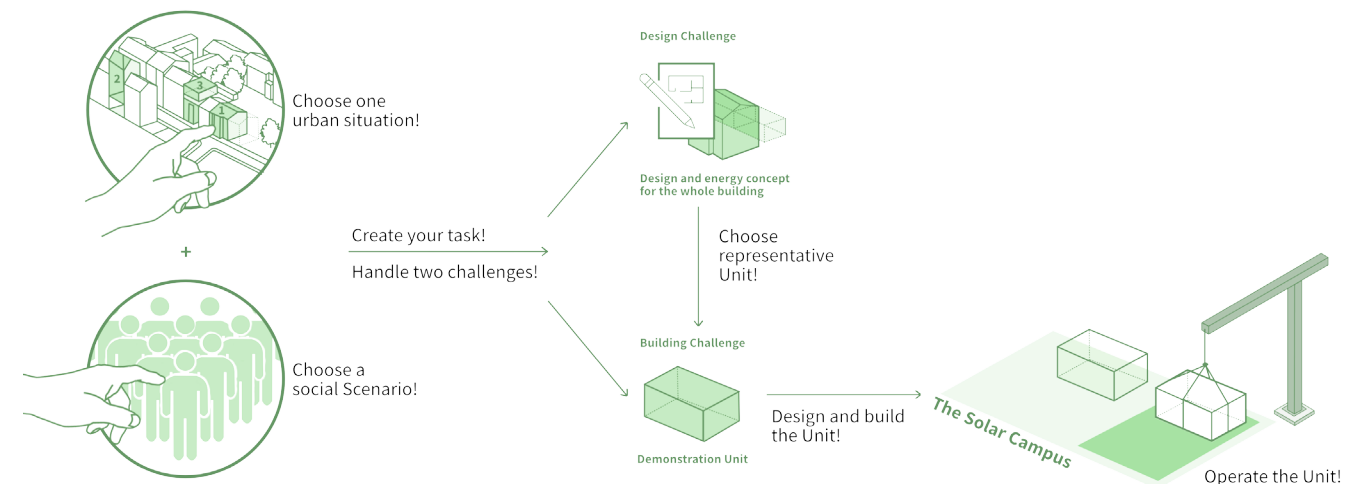 2
3
1
Choose one
urban situation!
+
Choose a
social Scenario!
Create your task!
Handle two challenges!
Design Challenge
Design and energy concept
for the whole building
Choose
representative
Unit!
Building Challenge
Demonstration Unit
Design and build
the Unit!
The Solar Campus
Operate the Unit!